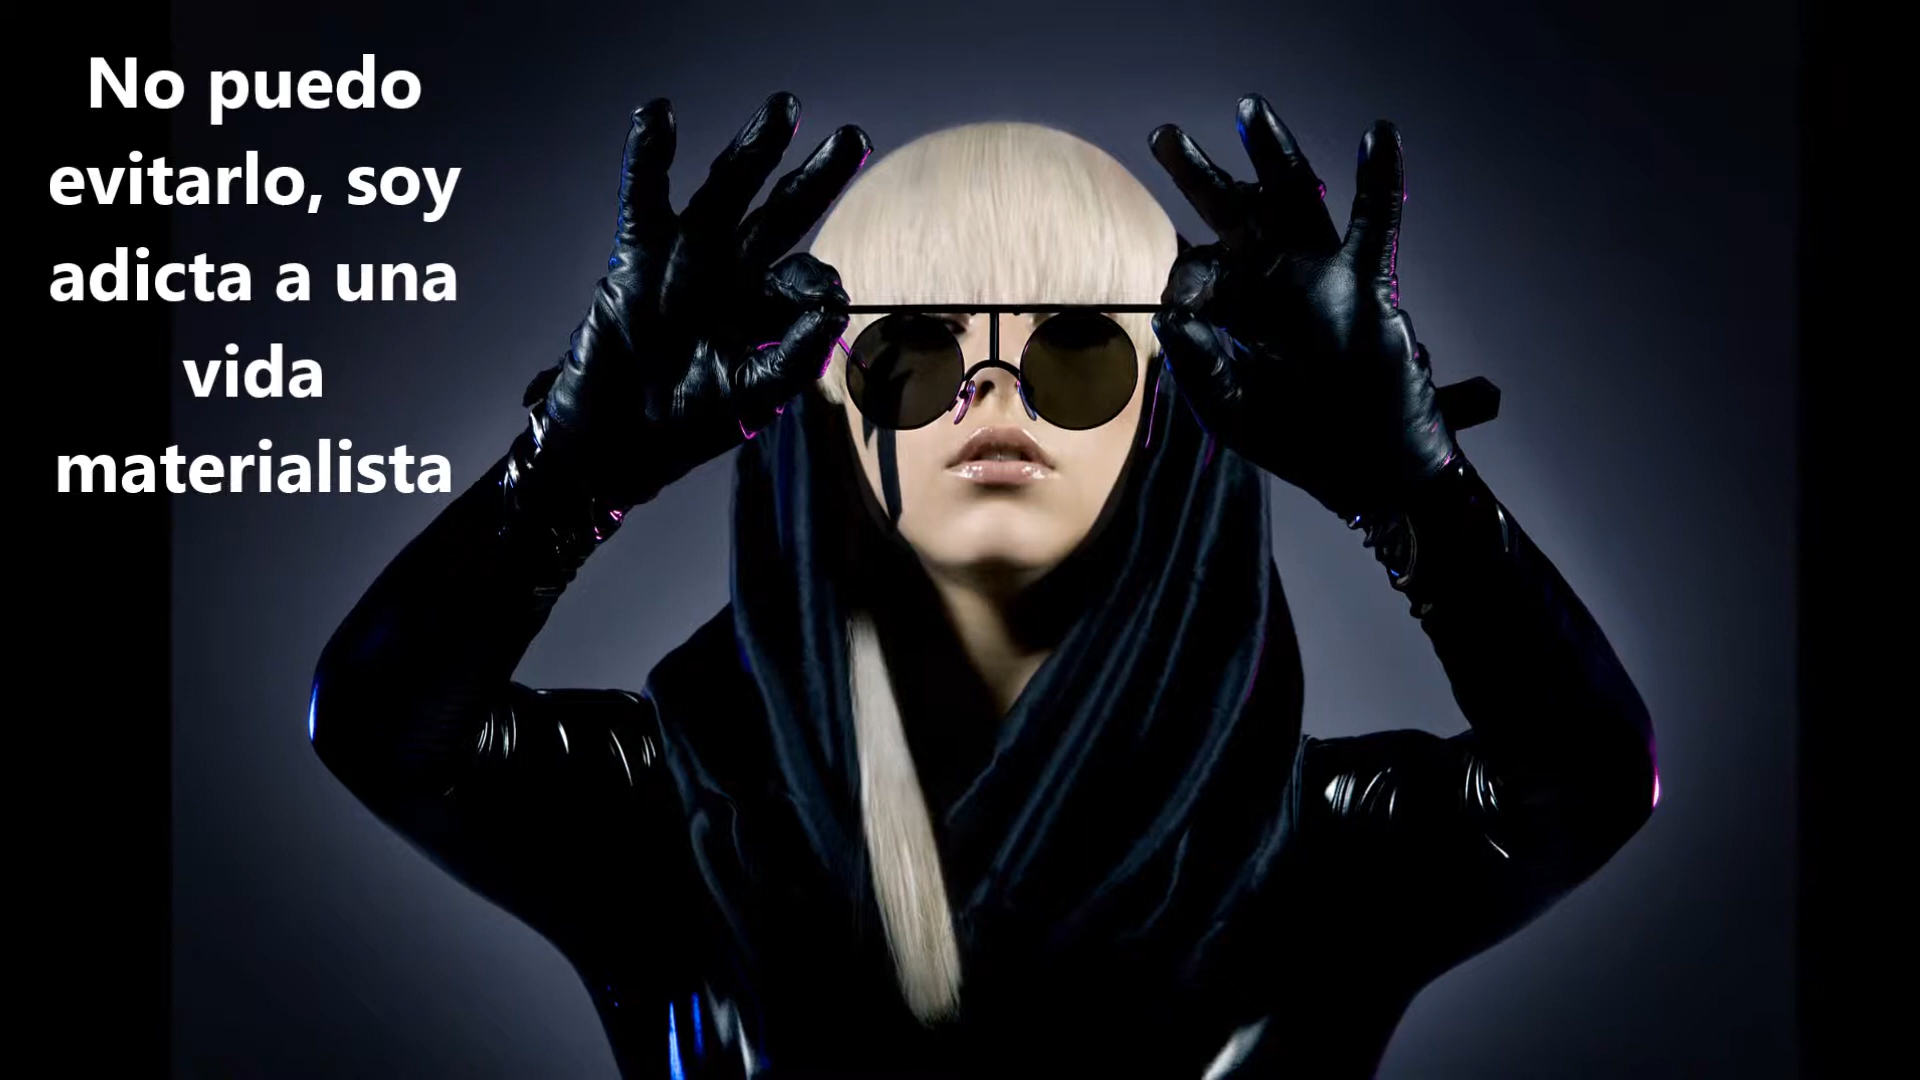 No puedo
evitarlo, soy
adicta a una
vida
materialista